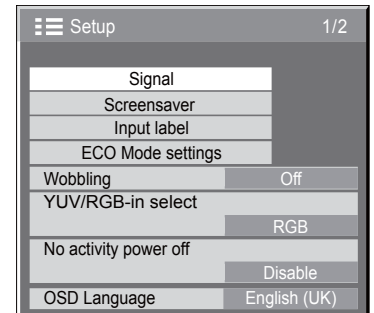 Setup 1/2
Signal
Screensaver
Input label
ECO Mode settings
Wobbling Off
YUV/RGB-in select
RGB
No activity power off
Disable
OSD Language English (UK)